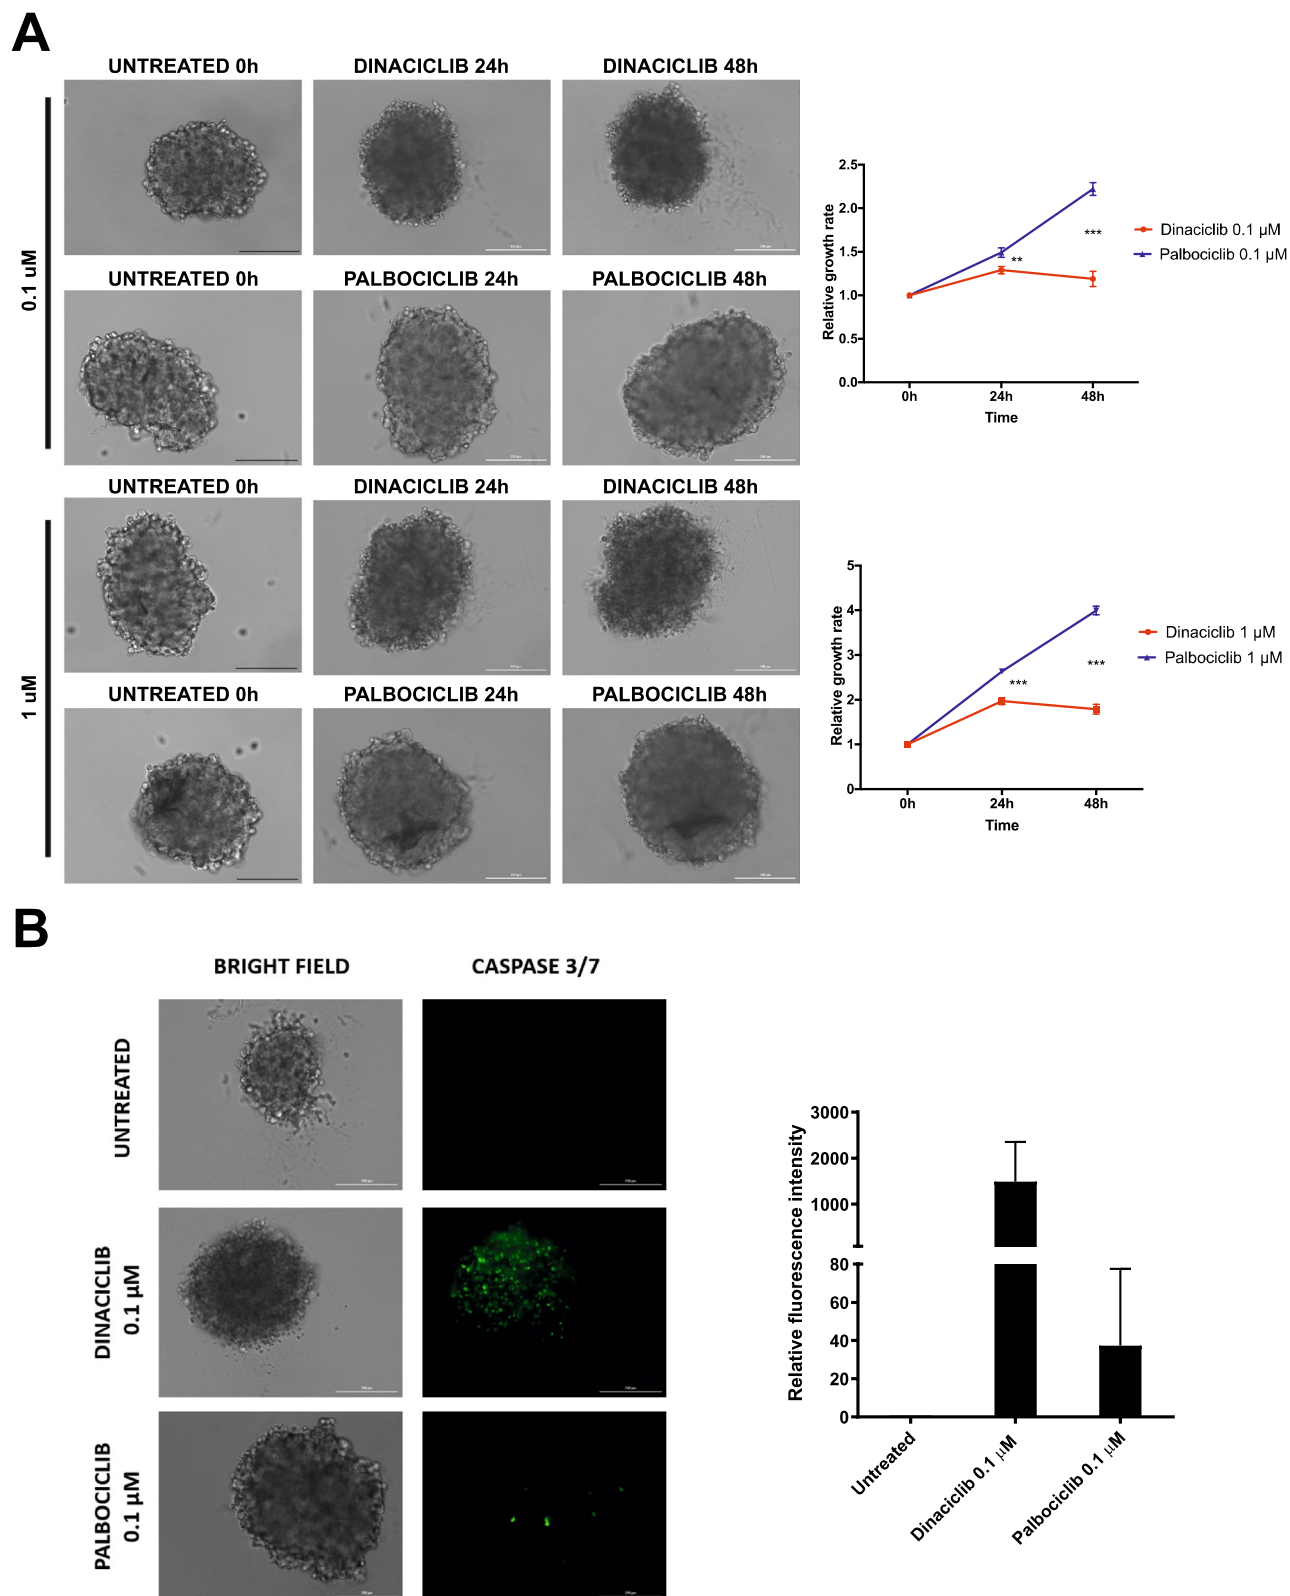 A
UNTREATED 0h
DINACICLIB 24h
DINACICLIB 48h
0.1 uM
UNTREATED 0h
PALBOCICLIB 24h
PALBOCICLIB 48h
2.5
2.0
1.5
1.0
0.5
0.0
Relative growth rate
**
***
0h
24h
48h
Time
Dinaciclib 0.1 µM
Palbociclib 0.1 µM
UNTREATED 0h
DINACICLIB 24h
DINACICLIB 48h
1 uM
UNTREATED 0h
PALBOCICLIB 24h
PALBOCICLIB 48h
5
4
3
2
1
0
Relative growth rate
***
***
0h
24h
48h
Time
Dinaciclib 1 µM
Palbociclib 1 µM
B
BRIGHT FIELD
CASPASE 3/7
UNTREATED
DINACICLIB
0.1 µM
PALBOCICLIB
0.1 µM
3000
2000
1000
80
60
40
20
0
Relative fluorescence intensity
Untreated
Dinaciclib 0.1 µM
Palbociclib 0.1 µM